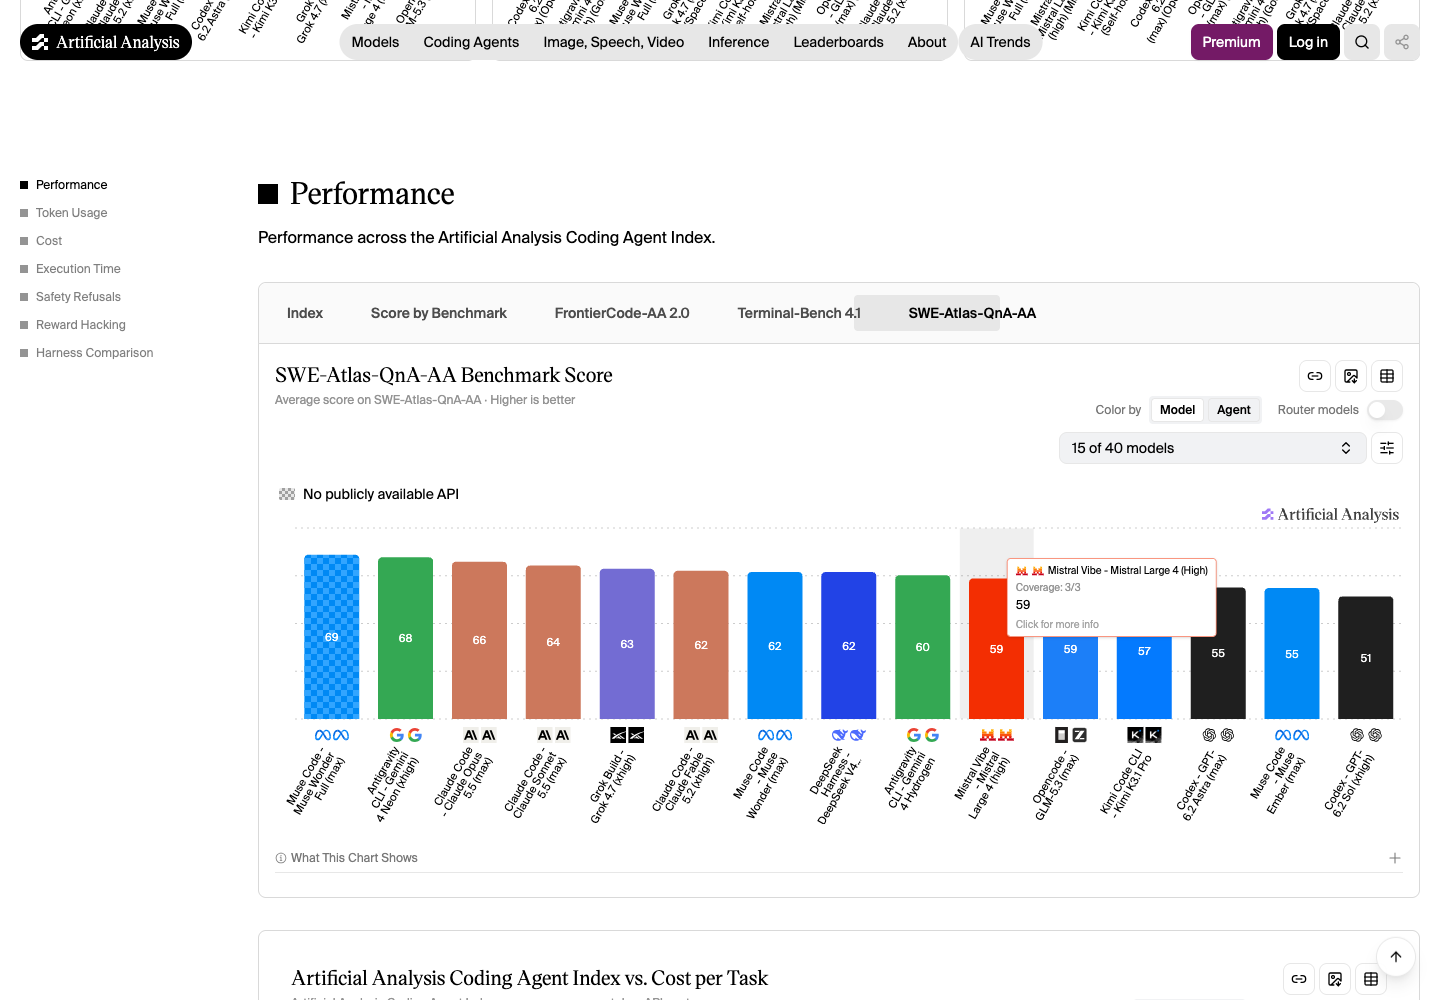 Artificial Analysis
Models
Coding Agents
Image, Speech, Video
Inference
Leaderboards
About
AI Trends
Premium
Log in
Performance
Token Usage
Cost
Execution Time
Safety Refusals
Reward Hacking
Harness Comparison
Performance
Performance across the Artificial Analysis Coding Agent Index.
Index
Score by Benchmark
FrontierCode-AA 2.0
Terminal-Bench 4.1
SWE-Atlas-QnA-AA
SWE-Atlas-QnA-AA Benchmark Score
Average score on SWE-Atlas-QnA-AA · Higher is better
Color by
Model
Agent
Router models
15 of 40 models
No publicly available API
Artificial Analysis
69
68
66
64
63
62
62
62
60
59
59
57
55
55
51
Mistral Vibe - Mistral Large 4 (High)
Coverage: 3/3
59
Click for more info
Muse Code -
Muse Wonder
Full (max)
Antigravity
CLI - Gemini
4 Neon (xhigh)
Claude Code
- Claude Opus
5.5 (max)
Claude Code -
Claude Sonnet
5.5 (max)
Grok Build -
Grok 4.7 (xhigh)
Claude Code -
Claude Fable
5.2 (xhigh)
Muse Code
- Muse
Wonder (max)
DeepSeek
Harness -
DeepSeek V4...
Antigravity
CLI - Gemini
4 Hydrogen
Mistral Vibe
- Mistral
Large 4 (high)
Opencode -
GLM-5.3 (max)
Kimi Code CLI
- Kimi K3.1 Pro
Codex - GPT-
6.2 Astra (max)
Muse Code
- Muse
Ember (max)
Codex - GPT-
6.2 Sol (xhigh)
What This Chart Shows
Artificial Analysis Coding Agent Index vs. Cost per Task